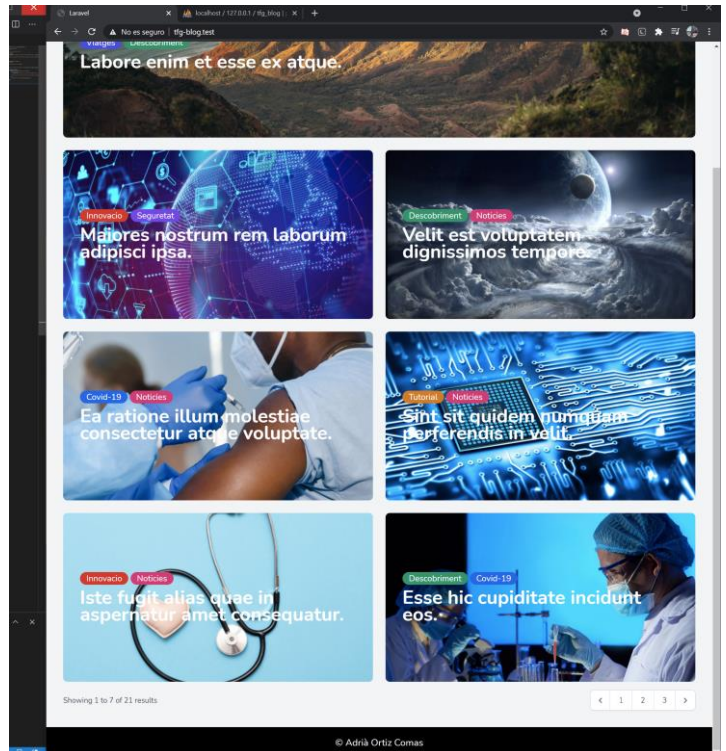 Laravel
localhost / 127.0.0.1 / tfg_blog |
No es seguro | tfg-blog.test
Viatges Descobriment
Labore enim et esse ex atque.
Innovacio Seguretat
Maiores nostrum rem laborum
adipisci ipsa.
Descobriment Noticies
Velit est voluptatem
dignissimos tempore.
Covid-19 Noticies
Ea ratione illum molestiae
consectetur atque voluptate.
Tutorial Noticies
Sint sit quidem numquam
perferendis in velit.
Innovacio Noticies
Iste fugit alias quae in
aspernatur amet consequatur.
Descobriment Covid-19
Esse hic cupiditate incidunt
eos.
Showing 1 to 7 of 21 results
1 2 3
© Adrià Ortiz Comas